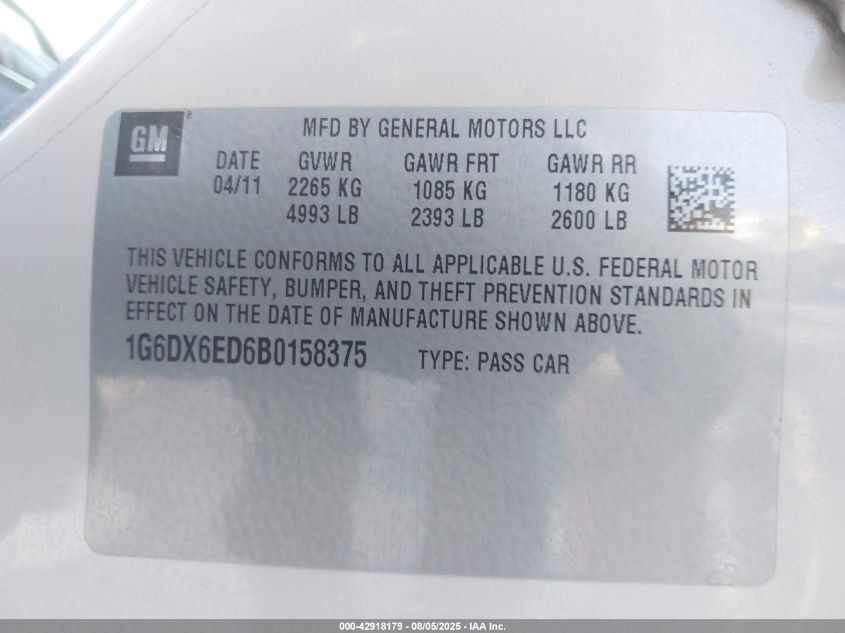 GM ®
MFD BY GENERAL MOTORS LLC
DATE GVWR GAWR FRT GAWR RR
04/11 2265 KG 1085 KG 1180 KG
4993 LB 2393 LB 2600 LB
THIS VEHICLE CONFORMS TO ALL APPLICABLE U.S. FEDERAL MOTOR
VEHICLE SAFETY, BUMPER, AND THEFT PREVENTION STANDARDS IN
EFFECT ON THE DATE OF MANUFACTURE SHOWN ABOVE.
1G6DX6ED6B0158375 TYPE: PASS CAR
000-42918179 - 08/05/2025 - IAA Inc.